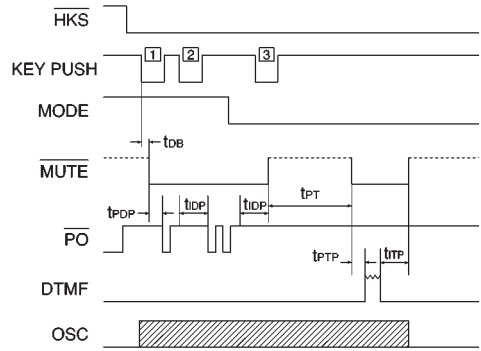 HKS
KEY PUSH 1 2 3
MODE
tDB
MUTE
tPDP tIDP tIDP tPT
PO
tPTP tITP
DTMF
OSC